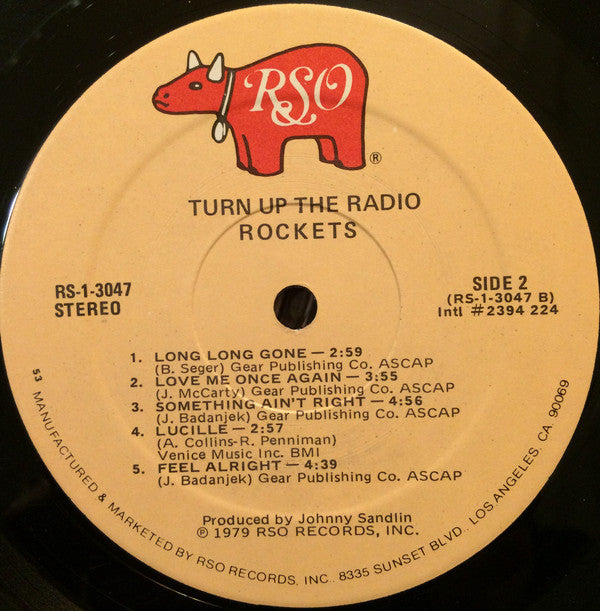 RSO
®
TURN UP THE RADIO
ROCKETS
RS-1-3047
STEREO
SIDE 2
(RS-1-3047 B)
Intl #2394 224
1. LONG LONG GONE — 2:59
(B. Seger) Gear Publishing Co. ASCAP
2. LOVE ME ONCE AGAIN — 3:55
(J. McCarty) Gear Publishing Co. ASCAP
3. SOMETHING AIN'T RIGHT — 4:56
(J. Badanjek) Gear Publishing Co. ASCAP
4. LUCILLE — 2:57
(A. Collins-R. Penniman)
Venice Music Inc. BMI
5. FEEL ALRIGHT — 4:39
(J. Badanjek) Gear Publishing Co. ASCAP
Produced by Johnny Sandlin
℗ 1979 RSO RECORDS, INC.
53 MANUFACTURED & MARKETED BY RSO RECORDS, INC., 8335 SUNSET BLVD., LOS ANGELES, CA 90069